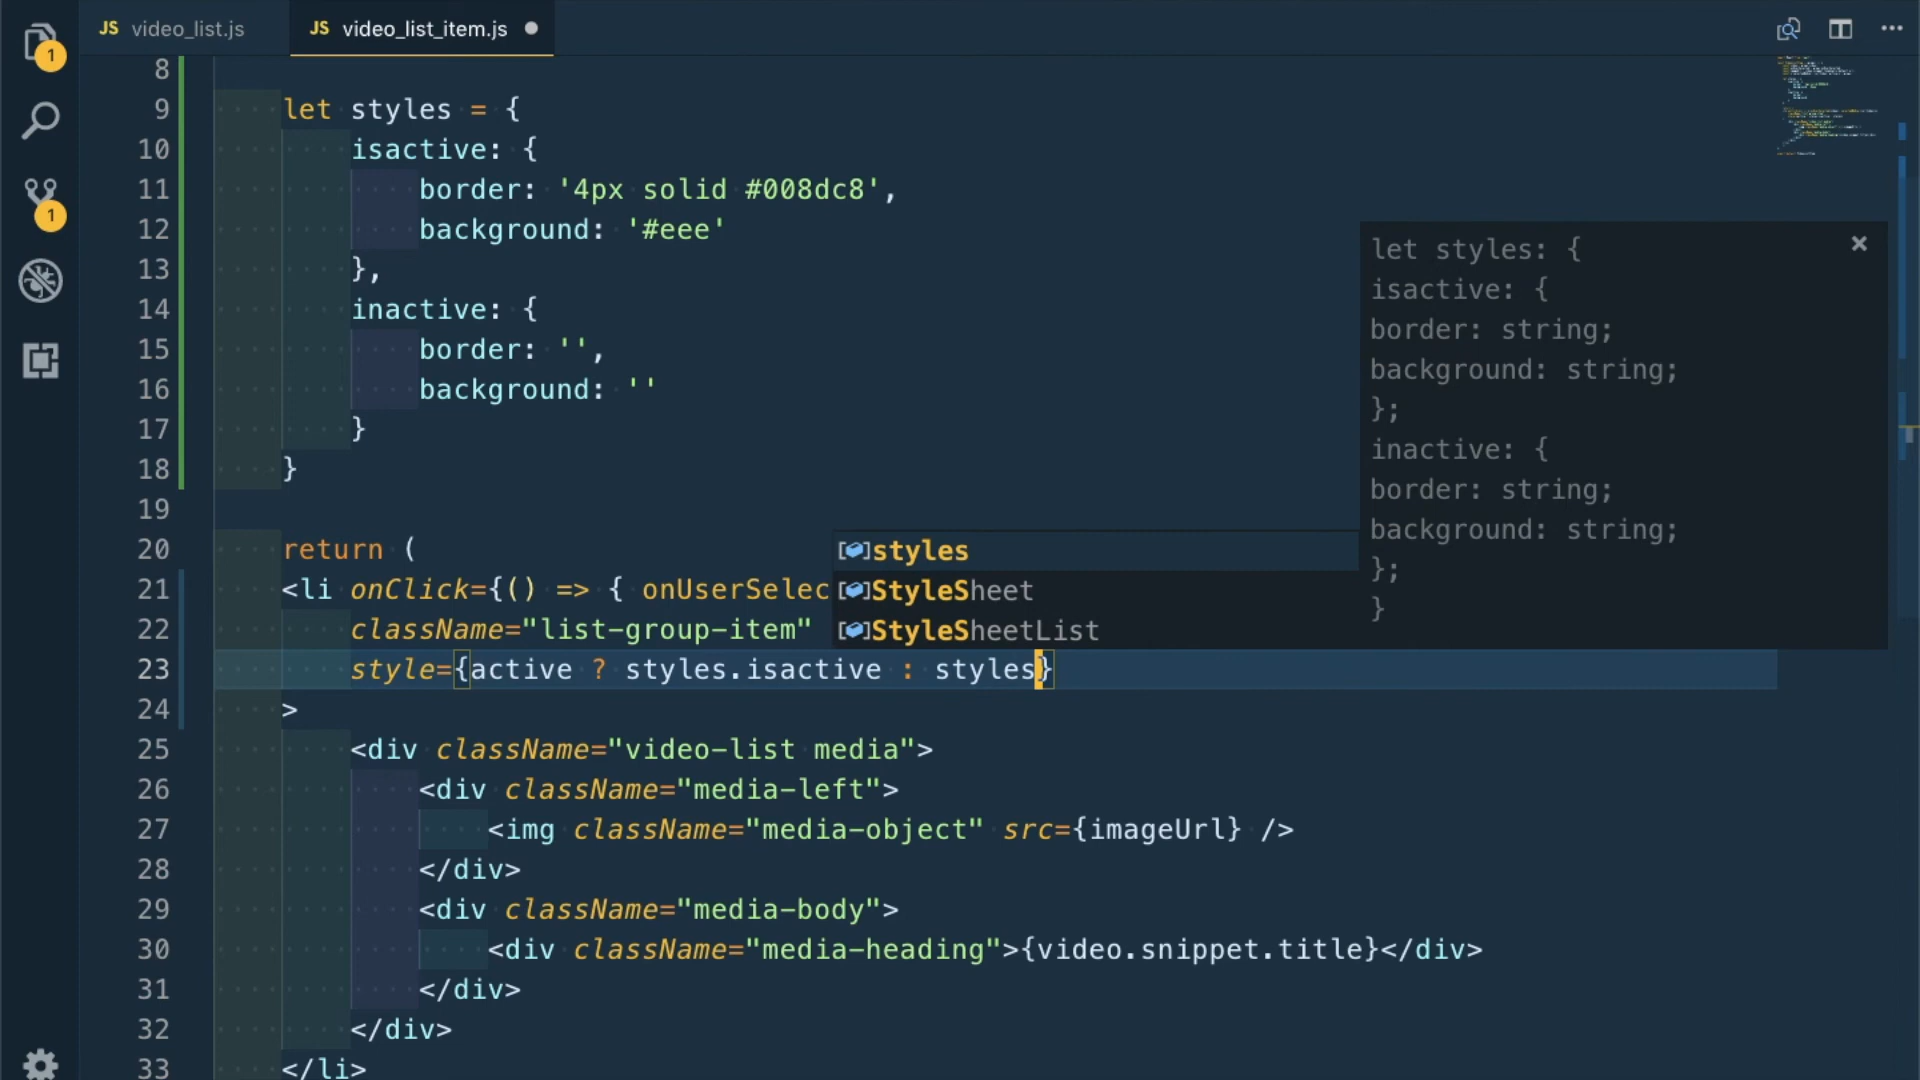 JS video_list.js
JS video_list_item.js
1
1
8
9 let styles = {
10 isactive: {
11 border: '4px solid #008dc8',
12 background: '#eee'
13 },
14 inactive: {
15 border: '',
16 background: ''
17 }
18 }
19
20 return (
21 <li onClick={() => { onUserSelec
22 className="list-group-item"
23 style={active ? styles.isactive : styles}
24 >
25 <div className="video-list media">
26 <div className="media-left">
27 <img className="media-object" src={imageUrl} />
28 </div>
29 <div className="media-body">
30 <div className="media-heading">{video.snippet.title}</div>
31 </div>
32 </div>
33 </li>
styles
StyleSheet
StyleSheetList
let styles: {
isactive: {
border: string;
background: string;
};
inactive: {
border: string;
background: string;
};
}